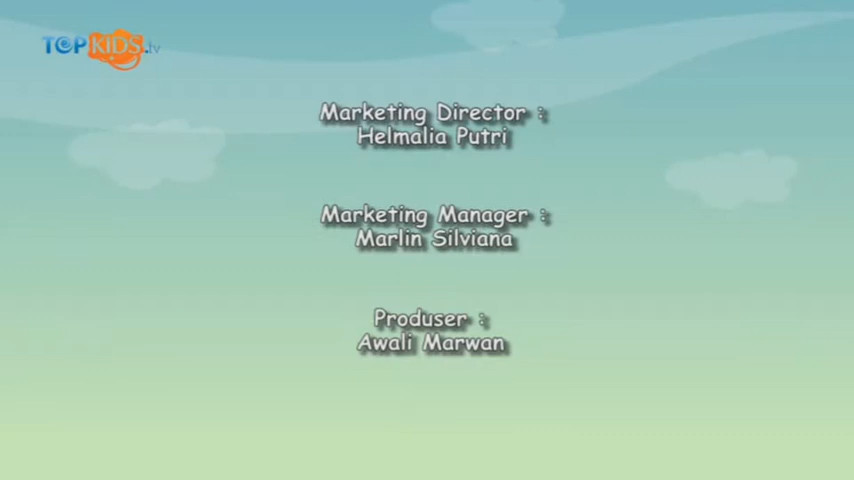 TOPKIDS.tv
Marketing Director :
Helmalia Putri
Marketing Manager :
Marlin Silviana
Produser :
Awali Marwan